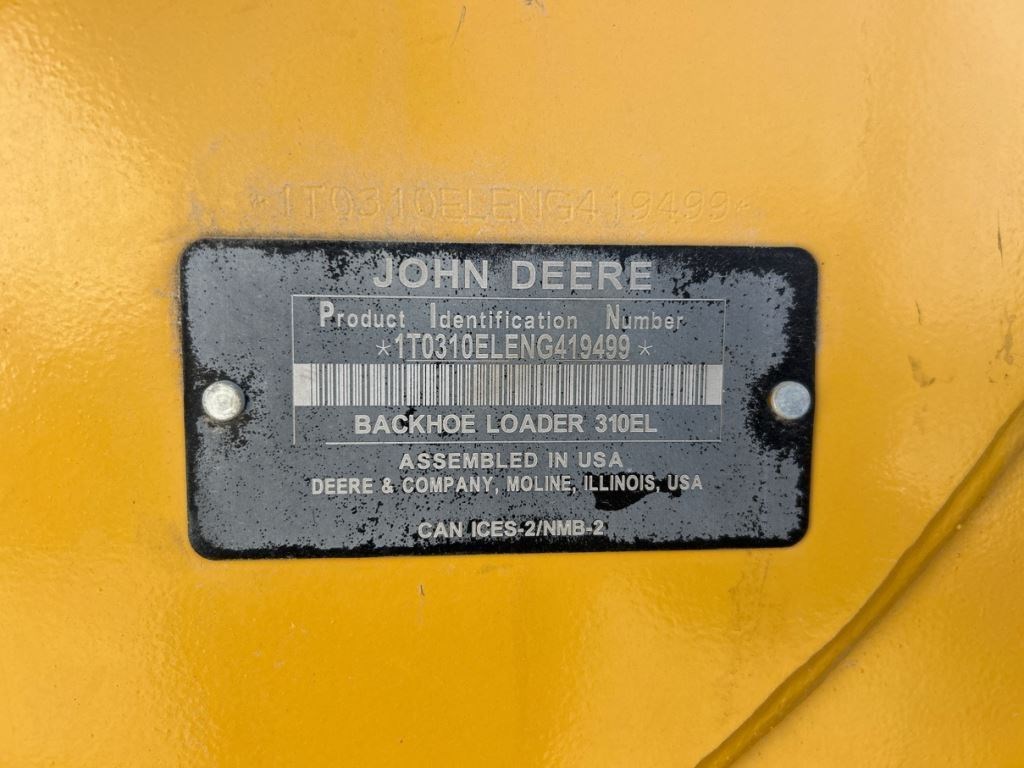 *1T0310ELENG419499*
JOHN DEERE
Product Identification Number
*1T0310ELENG419499*
BACKHOE LOADER 310EL
ASSEMBLED IN USA
DEERE & COMPANY, MOLINE, ILLINOIS, USA
CAN ICES-2/NMB-2